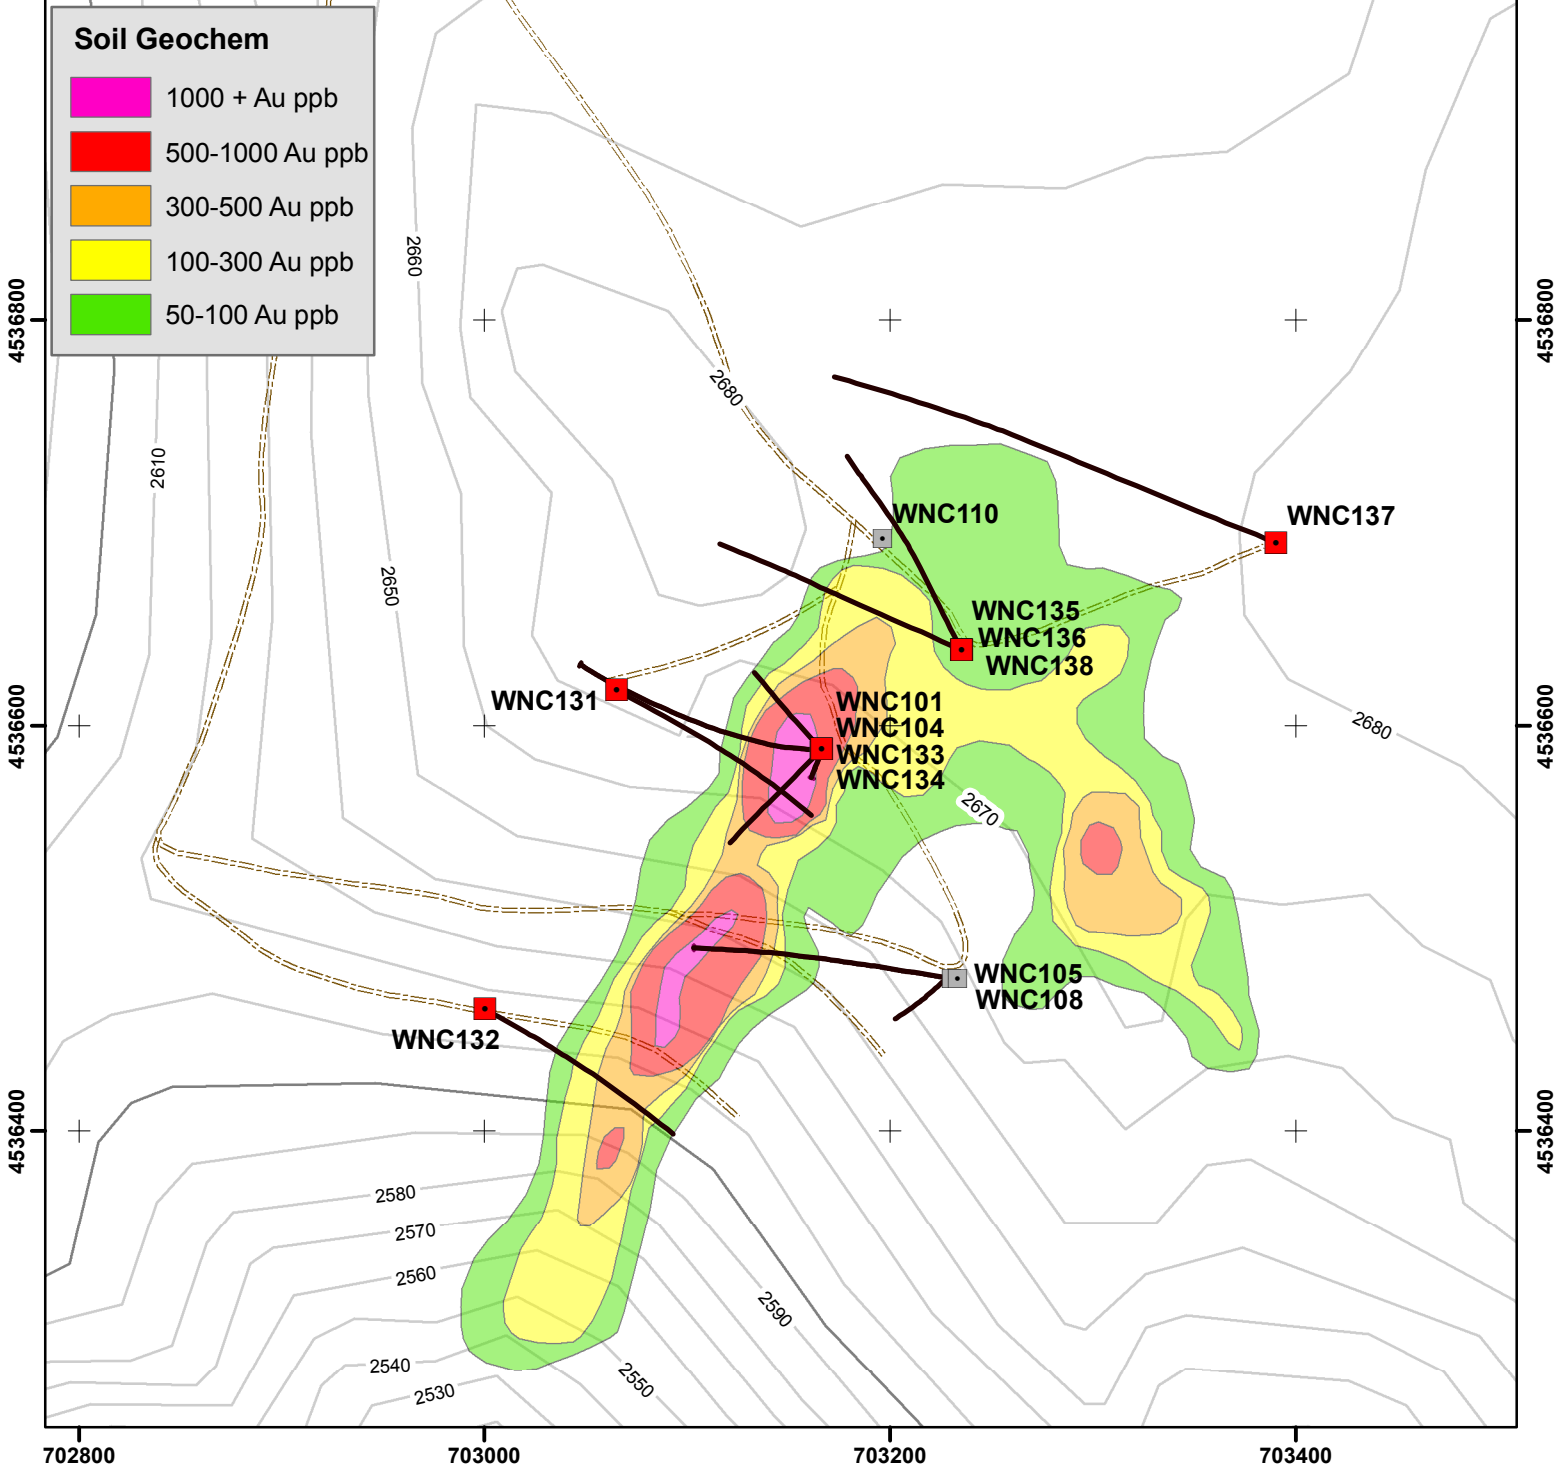 Soil Geochem
1000 + Au ppb
500-1000 Au ppb
300-500 Au ppb
100-300 Au ppb
50-100 Au ppb
2660
4536800
4536800
2680
2610
WNC110
WNC137
2650
WNC135
WNC136
WNC138
WNC131
WNC101
WNC104
WNC133
WNC134
4536600
4536600
2680
2670
WNC105
WNC108
WNC132
4536400
4536400
2580
2570
2560
2590
2540
2550
2530
702800
703000
703200
703400